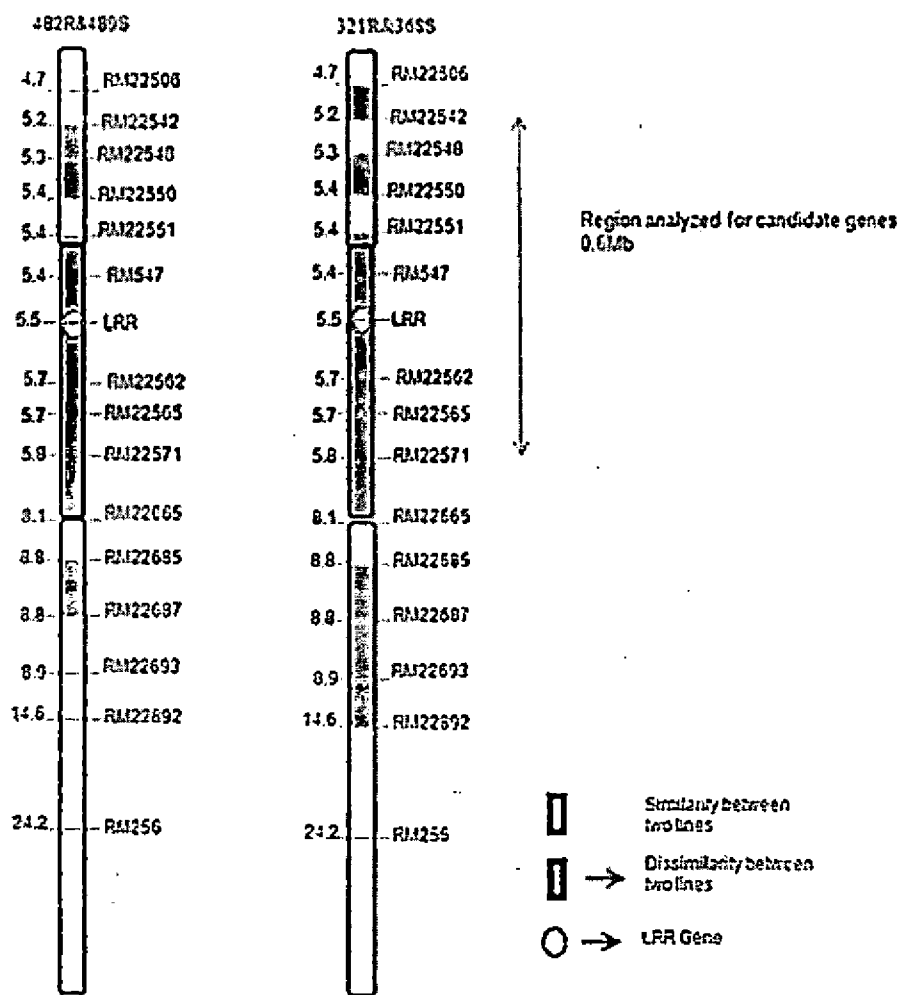 482R&489S
4.7 RM22506
5.2 RM22542
5.3 RM22548
5.4 RM22550
5.4 RM22551
5.4 RM547
5.5 LRR
5.7 RM22562
5.7 RM22565
5.8 RM22571
8.1 RM22665
8.8 RM22685
8.8 RM22687
8.9 RM22693
14.6 RM22892
24.2 RM256
4.7 RM22506
5.2 RM22542
5.3 RM22548
5.4 RM22550
5.4 RM22551
5.4 RM547
5.5 LRR
5.7 RM22562
5.7 RM22565
5.8 RM22571
8.1 RM22665
8.8 RM22685
8.8 RM22687
8.9 RM22693
14.6 RM22892
24.2 RM256
Region analyzed for candidate genes
0.6Mb
Similarity between
two lines
Dissimilarity between
two lines
LRR Gene